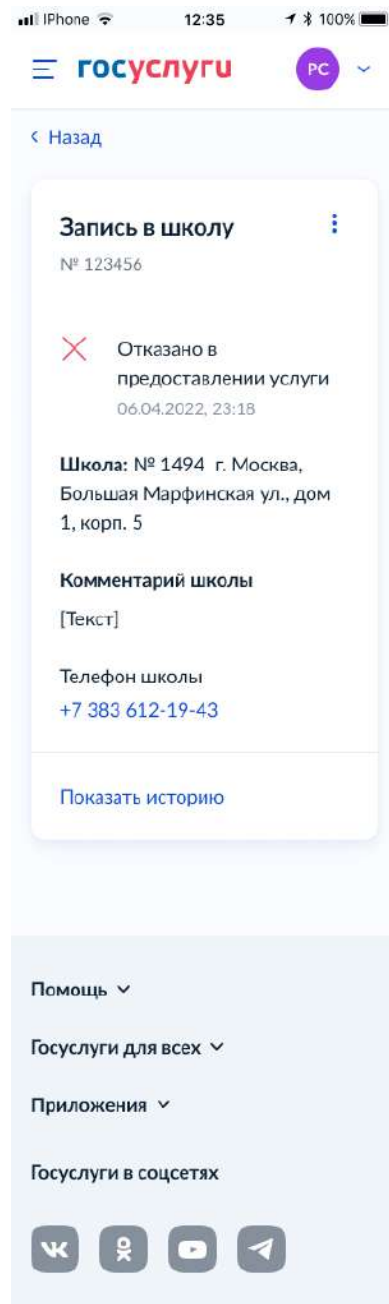 IPhone 12:35 100%
госуслуги РС
Назад
Запись в школу
№ 123456
Отказано в
предоставлении услуги
06.04.2022, 23:18
Школа: № 1494 г. Москва,
Большая Марфинская ул., дом
1, корп. 5
Комментарий школы
[Текст]
Телефон школы
+7 383 612-19-43
Показать историю
Помощь
Госуслуги для всех
Приложения
Госуслуги в соцсетях